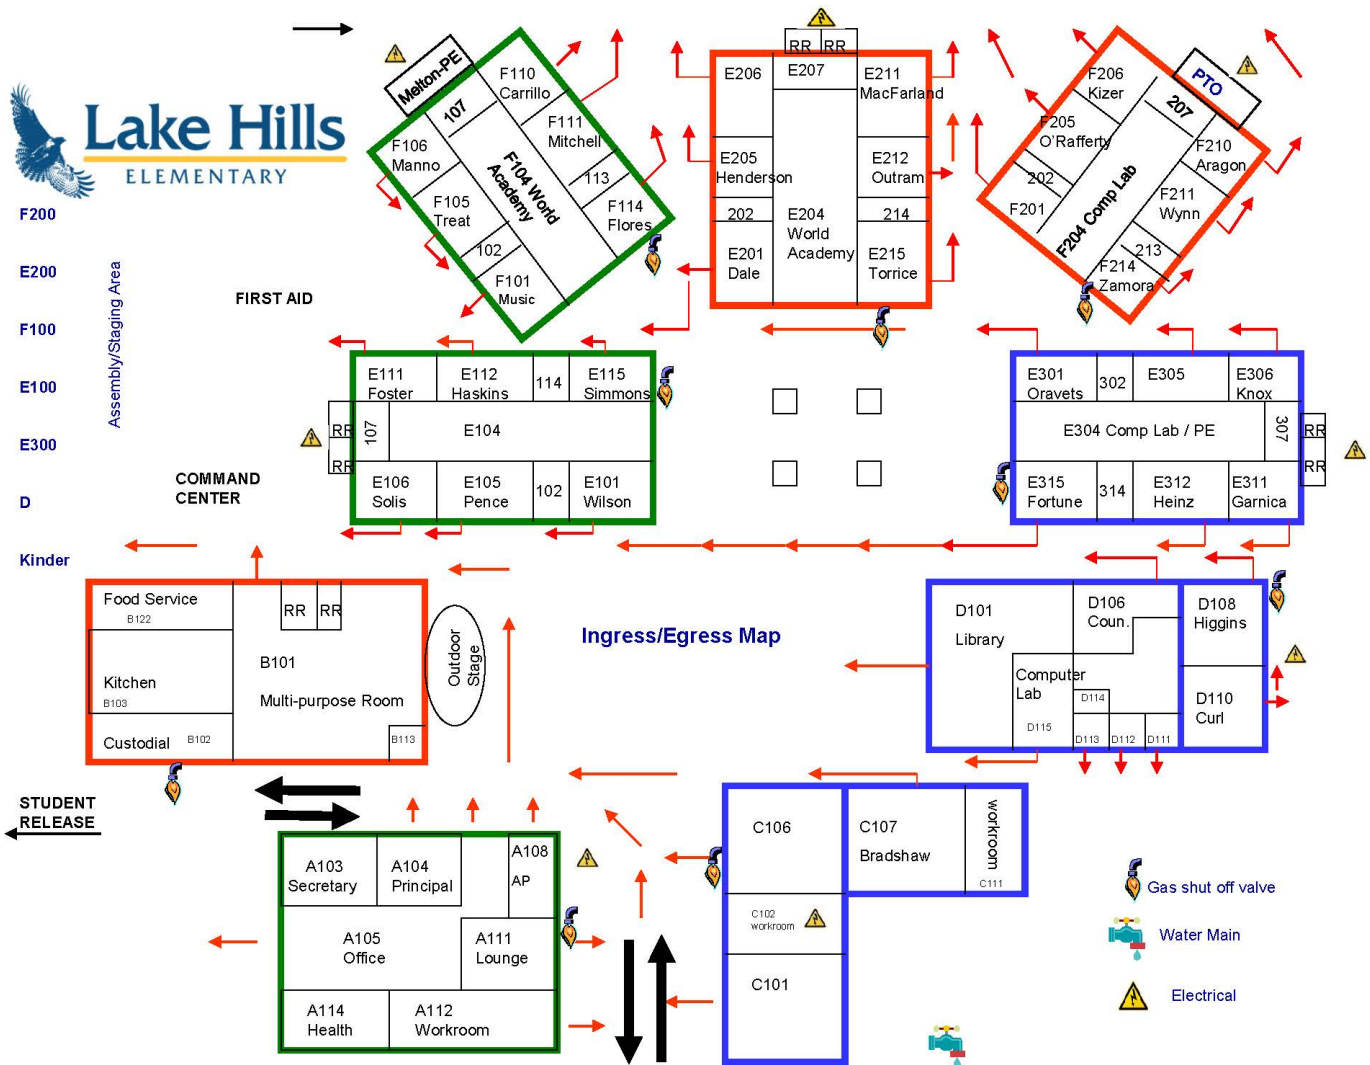 Lake Hills
ELEMENTARY
F200
E200
F100
E100
E300
D
Kinder
Assembly/Staging Area
FIRST AID
COMMAND
CENTER
STUDENT
RELEASE
Melton-PE
107
F110
Carrillo
F111
Mitchell
113
F114
Flores
F106
Manno
F105
Treat
102
F101
Music
F104 World
Academy
RR
RR
E206
E207
E211
MacFarland
E205
Henderson
E212
Outram
202
E204
World
Academy
214
E201
Dale
E215
Torrice
F206
Kizer
PTO
207
F205
O'Rafferty
F210
Aragon
202
F211
Wynn
F201
F204 Comp Lab
213
F214
Zamora
E111
Foster
E112
Haskins
114
E115
Simmons
RR
RR
107
E104
E106
Solis
E105
Pence
102
E101
Wilson
E301
Oravets
302
E305
E306
Knox
E304 Comp Lab / PE
307
RR
RR
E315
Fortune
314
E312
Heinz
E311
Garnica
Food Service
B122
RR
RR
B101
Multi-purpose Room
Kitchen
B103
Custodial
B102
B113
Outdoor
Stage
Ingress/Egress Map
D101
Library
D106
Coun.
D108
Higgins
Computer
Lab
D114
D115
D113
D112
D111
D110
Curl
A103
Secretary
A104
Principal
A108
AP
A105
Office
A111
Lounge
A114
Health
A112
Workroom
C106
C107
Bradshaw
workroom
C111
C102
workroom
C101
Gas shut off valve
Water Main
Electrical